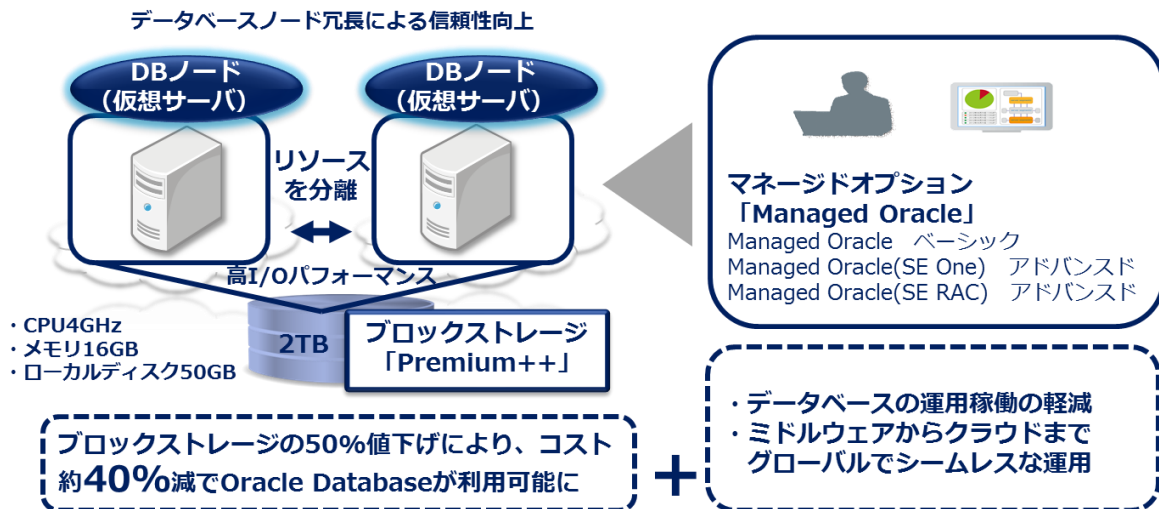 データベースノード冗長による信頼性向上
DBノード
（仮想サーバ）
DBノード
（仮想サーバ）
リソース
を分離
高I/Oパフォーマンス
・CPU4GHz
・メモリ16GB
・ローカルディスク50GB
2TB
ブロックストレージ
「Premium++」
マネージドオプション
「Managed Oracle」
Managed Oracle　ベーシック
Managed Oracle(SE One)　アドバンスド
Managed Oracle(SE RAC)　アドバンスド
ブロックストレージの50%値下げにより、コスト
約40%減でOracle Databaseが利用可能に
+
・データベースの運用稼働の軽減
・ミドルウェアからクラウドまで
グローバルでシームレスな運用